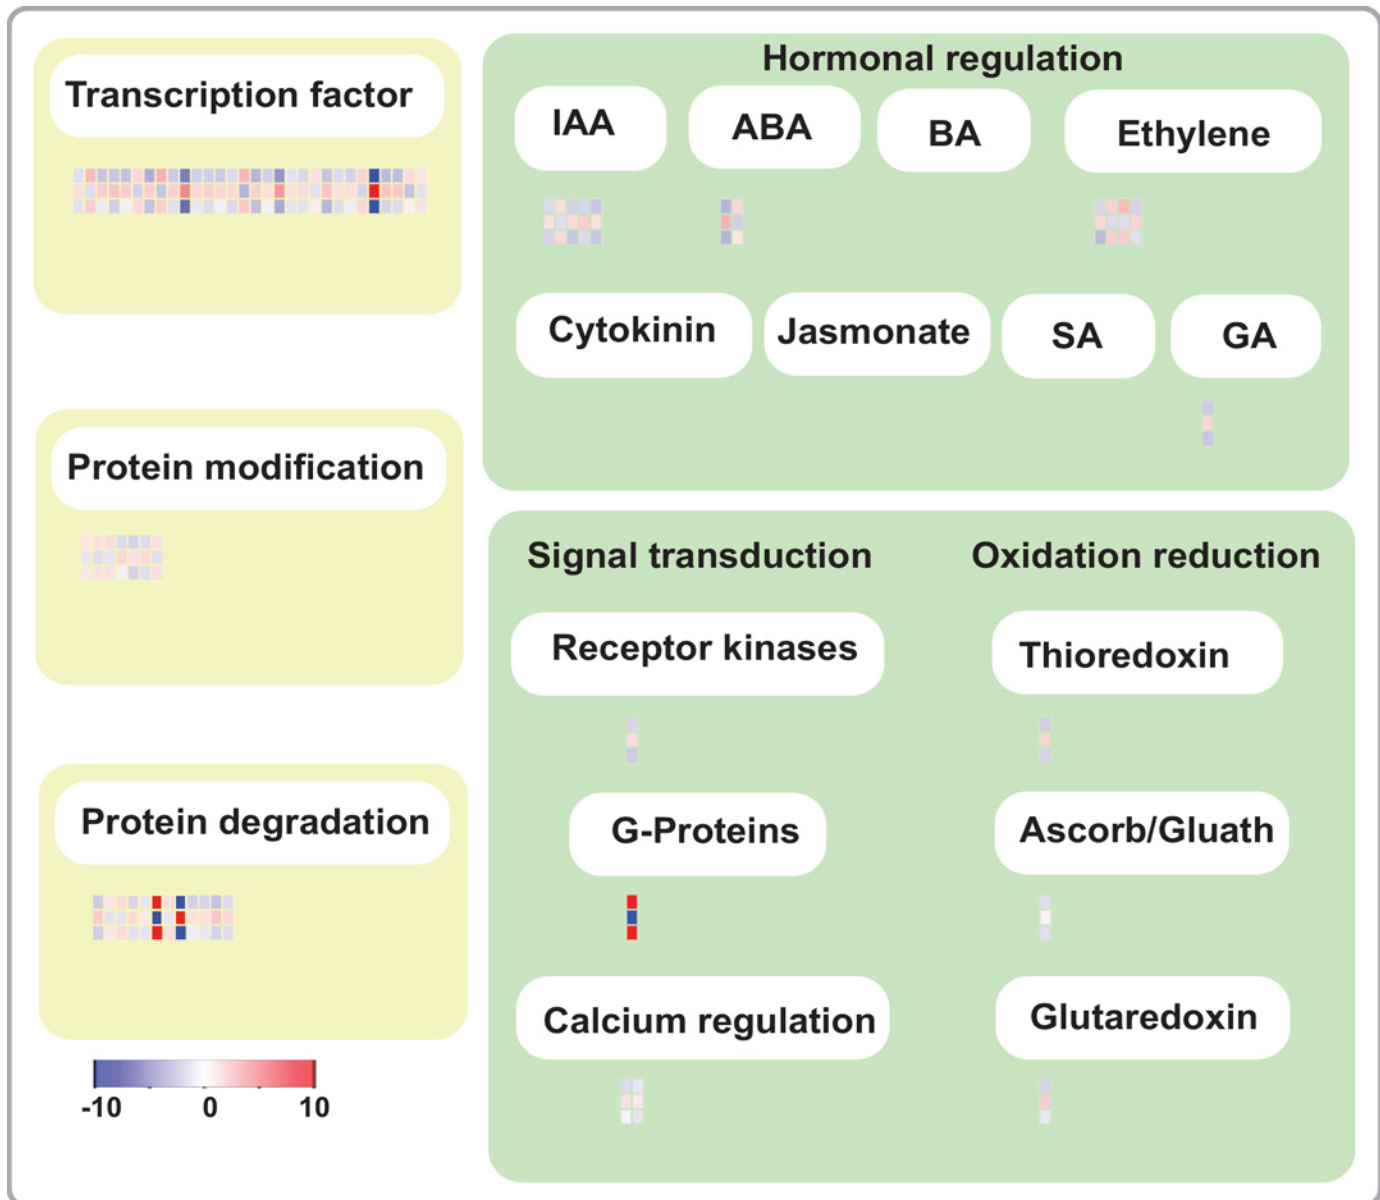 Transcription factor
Protein modification
Protein degradation
-10 0 10
Hormonal regulation
IAA ABA BA Ethylene
Cytokinin Jasmonate SA GA
Signal transduction Oxidation reduction
Receptor kinases Thioredoxin
G-Proteins Ascorb/Gluath
Calcium regulation Glutaredoxin